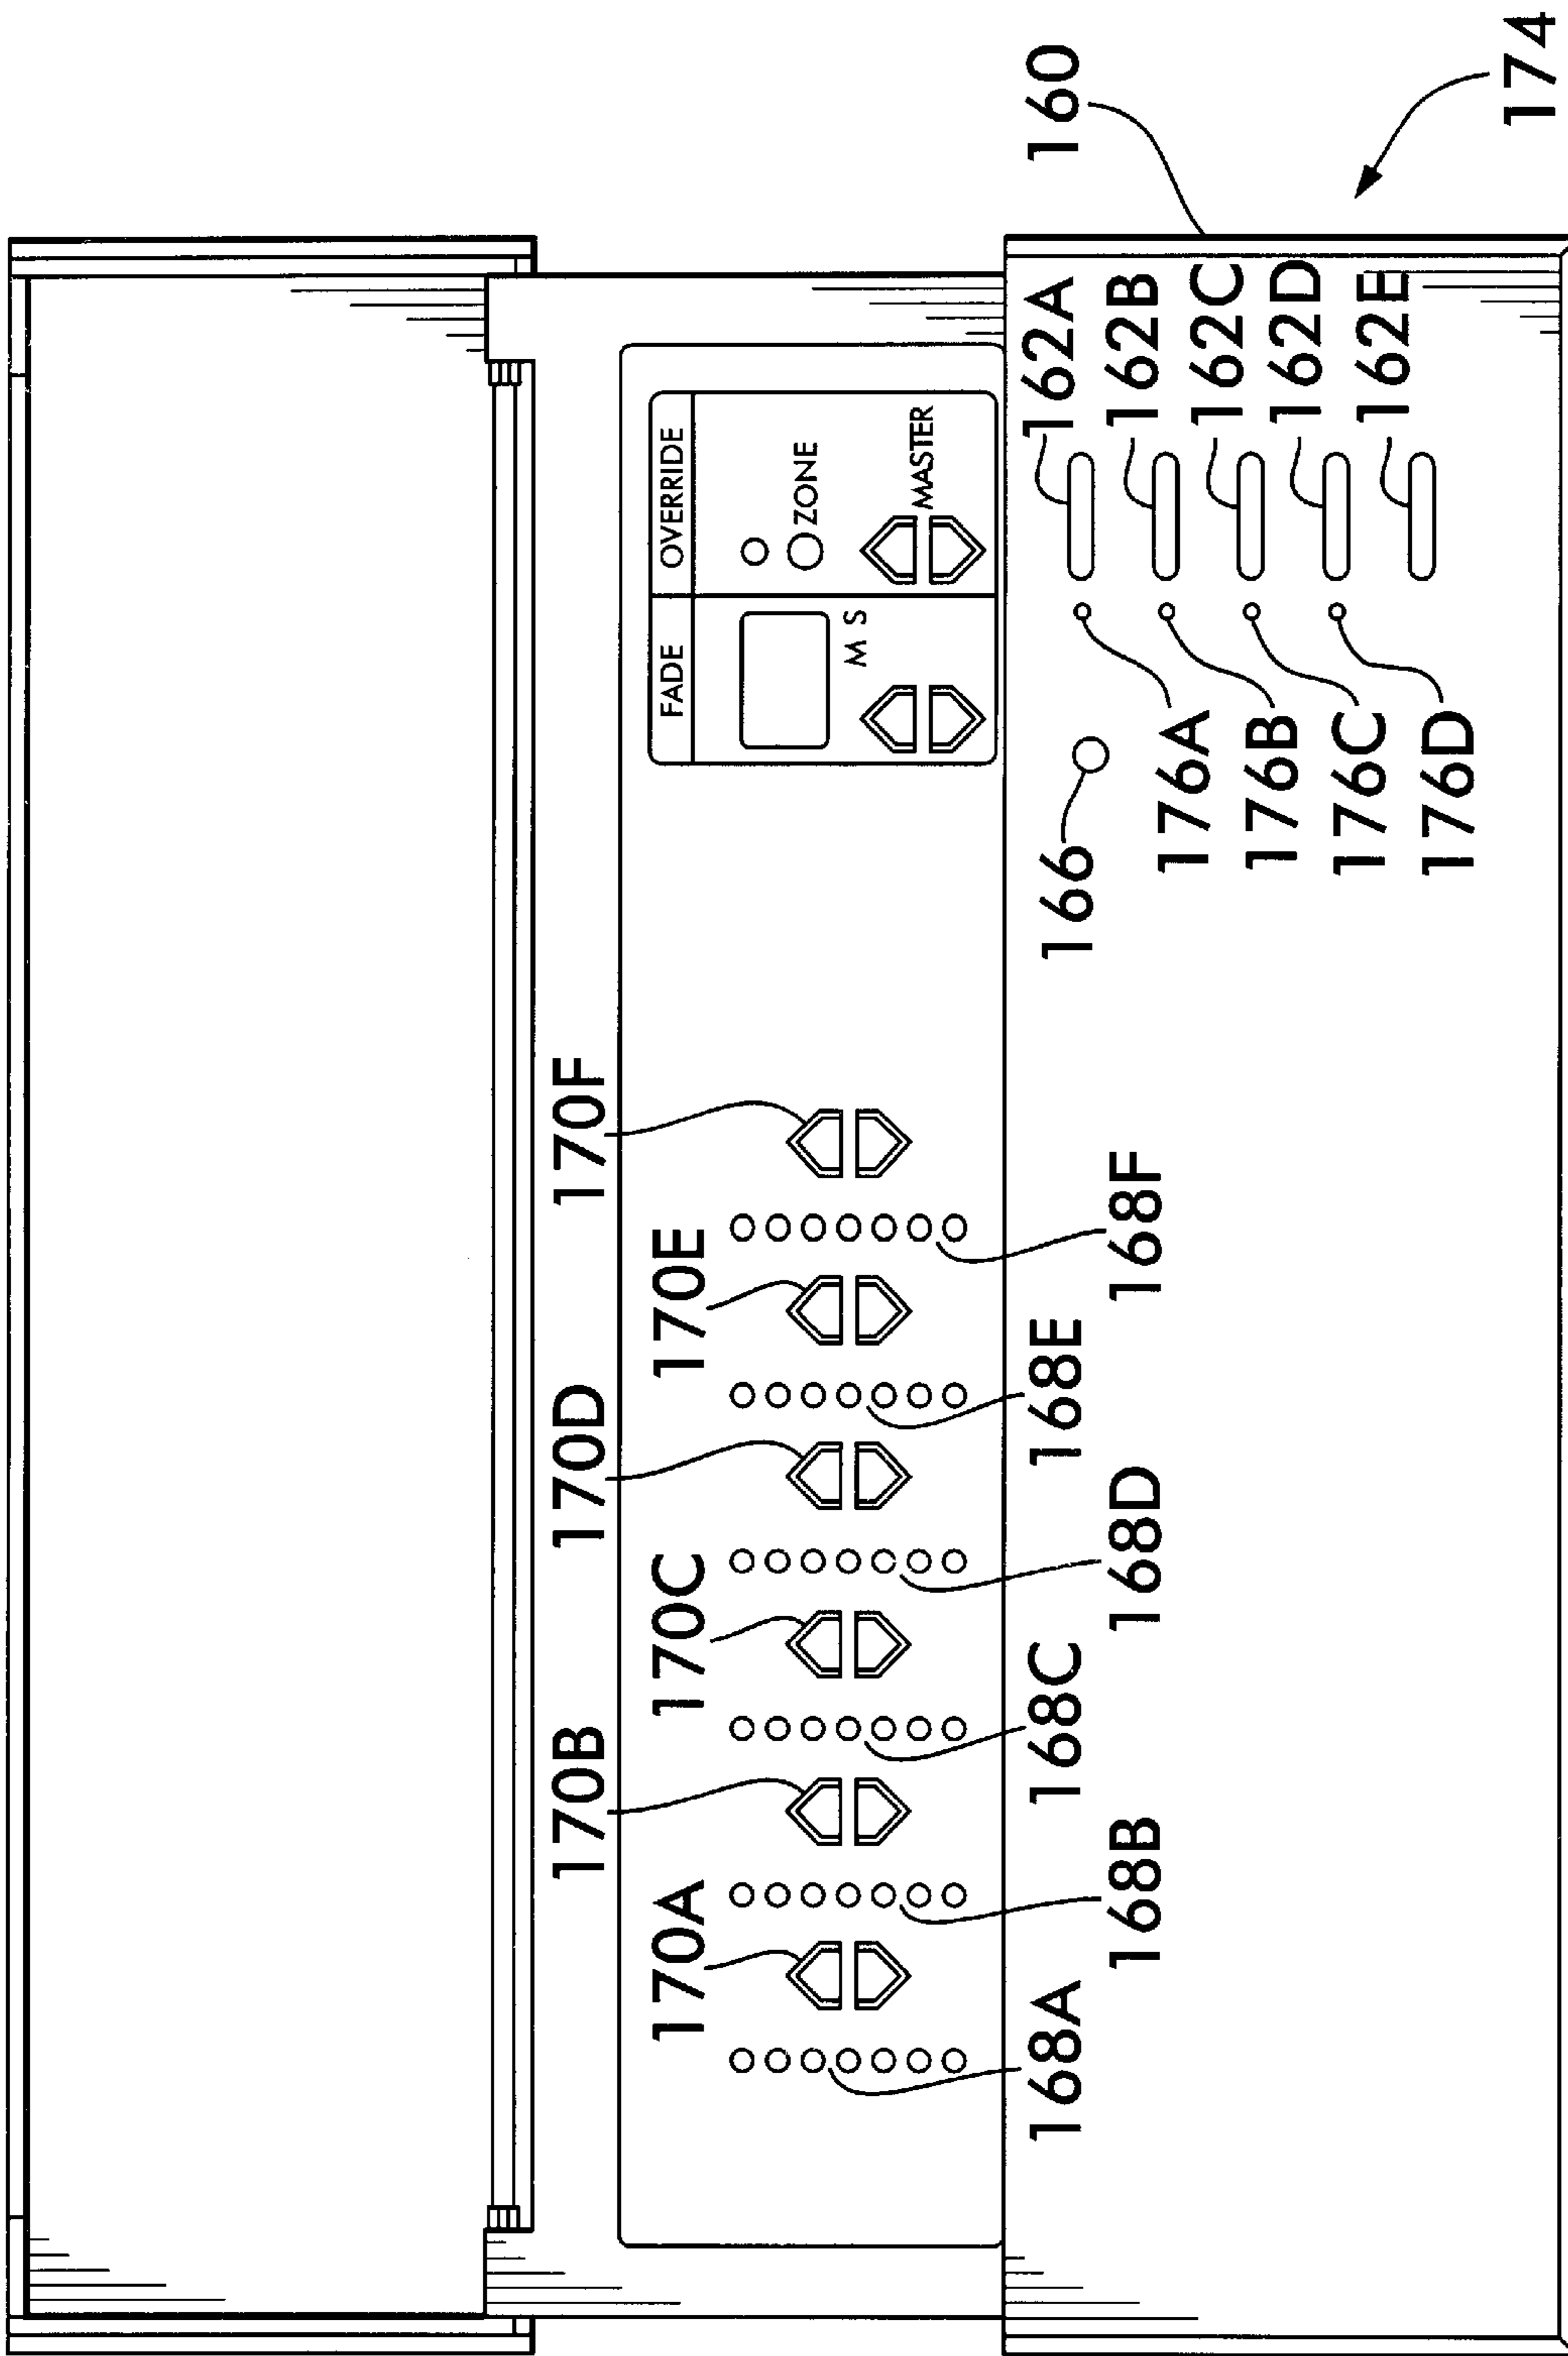 170B
170D
170F
170A
170C
170E
FADE
OVERRIDE
ZONE
M S
MASTER
168A
168C
168E
166
162A
160
168B
168D
168F
176A
162B
176B
162C
176C
162D
176D
162E
174